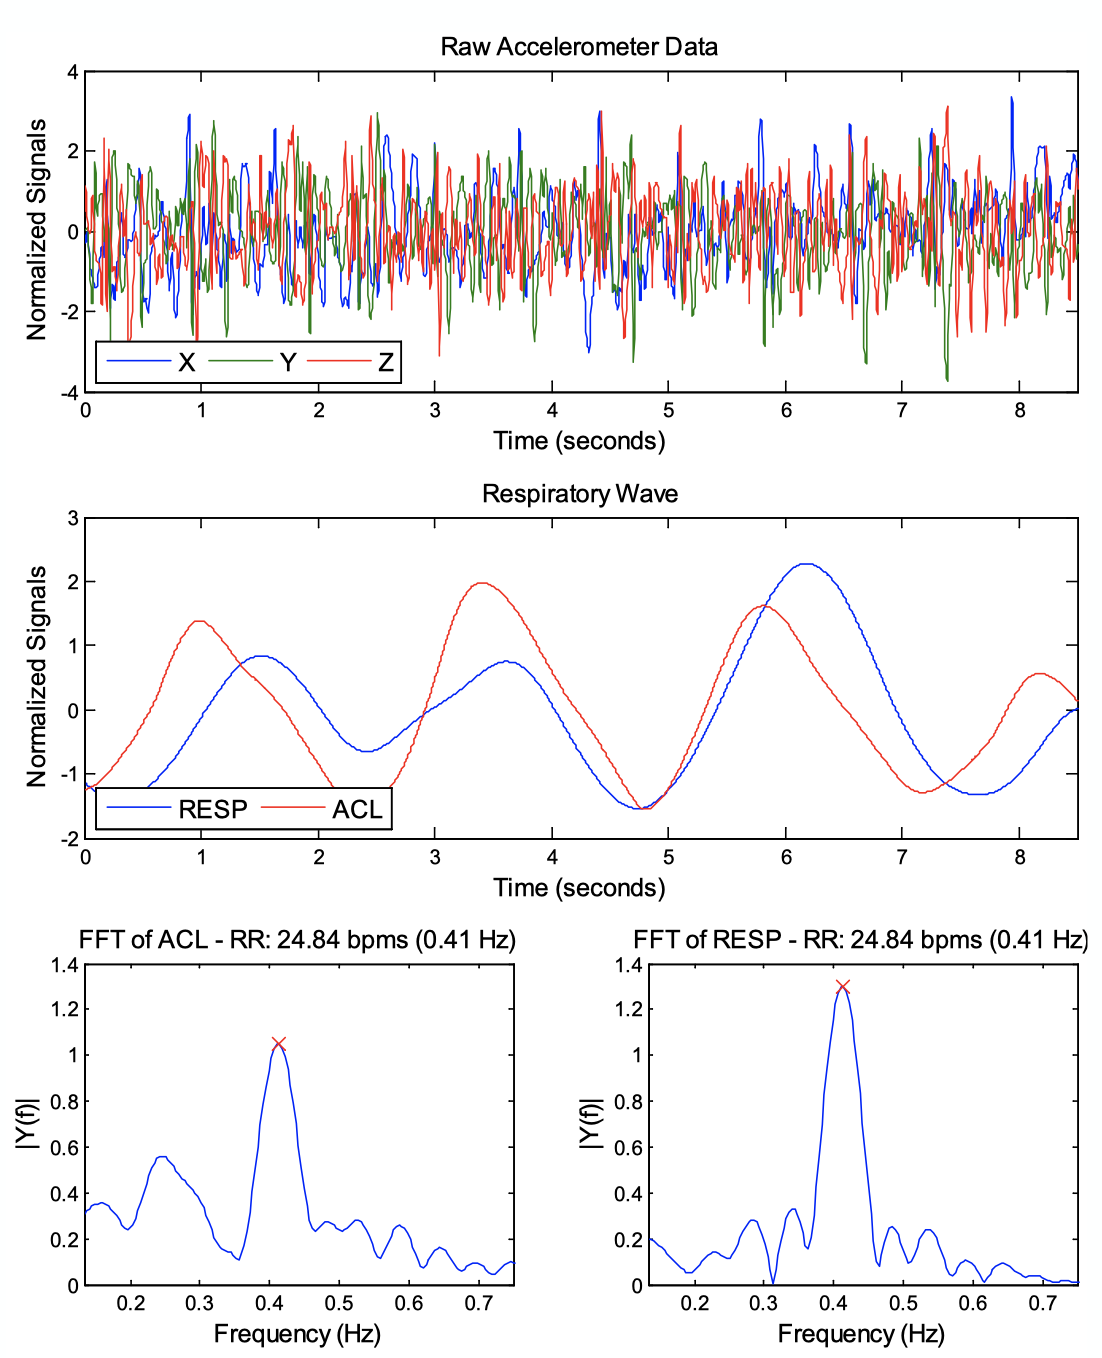 Raw Accelerometer Data
Normalized Signals
4
2
0
-2
-4
X Y Z
0 1 2 3 4 5 6 7 8
Time (seconds)
Respiratory Wave
Normalized Signals
3
2
1
0
-1
-2
RESP ACL
0 1 2 3 4 5 6 7 8
Time (seconds)
FFT of ACL - RR: 24.84 bpms (0.41 Hz)
|Y(f)|
1.4
1.2
1
0.8
0.6
0.4
0.2
0
0.2 0.3 0.4 0.5 0.6 0.7
Frequency (Hz)
FFT of RESP - RR: 24.84 bpms (0.41 Hz)
|Y(f)|
1.4
1.2
1
0.8
0.6
0.4
0.2
0
0.2 0.3 0.4 0.5 0.6 0.7
Frequency (Hz)